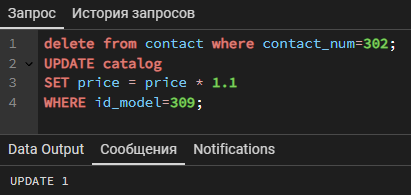 Запрос История запросов
1 delete from contact where contact_num=302;
2 UPDATE catalog
3 SET price = price * 1.1
4 WHERE id_model=309;
Data Output Сообщения Notifications
UPDATE 1